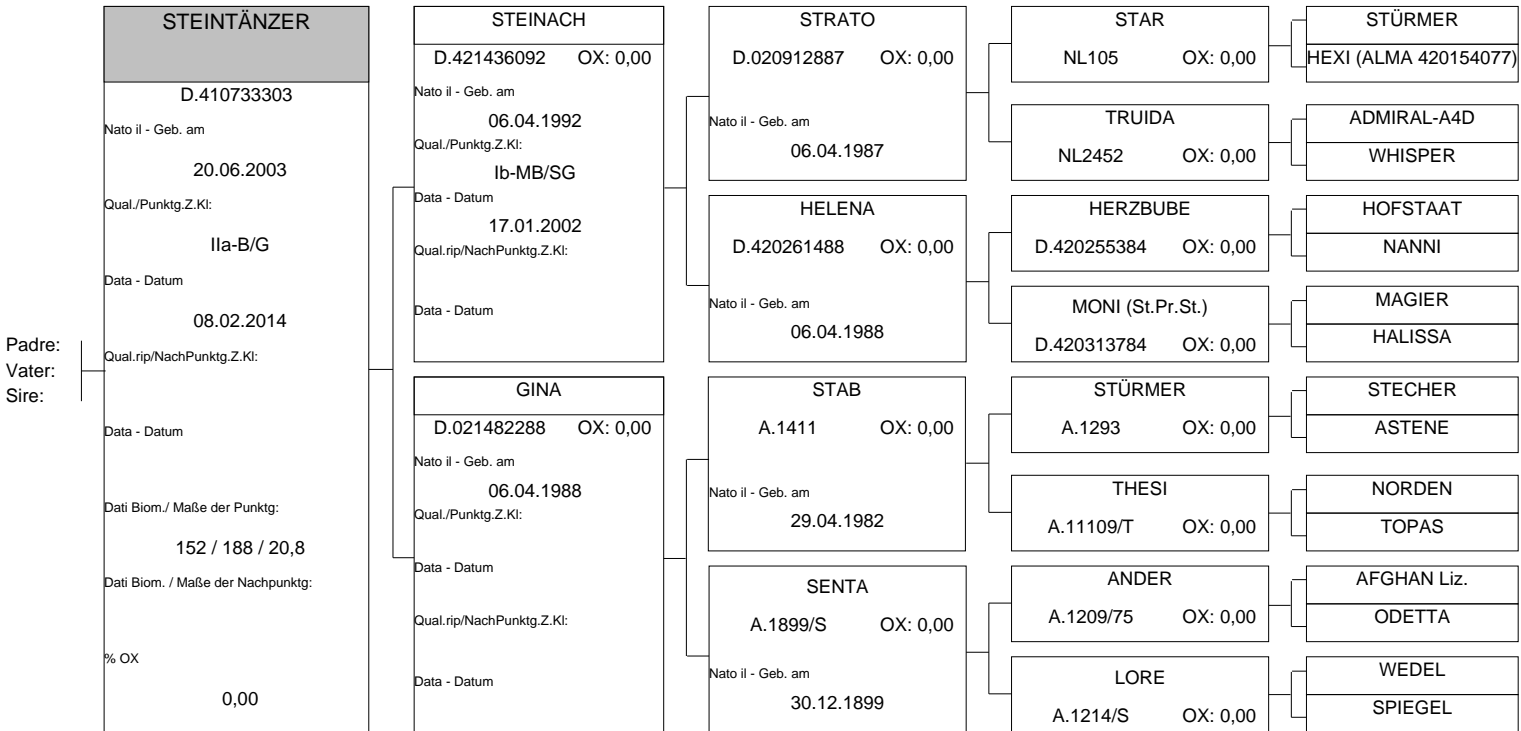 Padre:
Vater:
Sire:
STEINTÄNZER
D.410733303
Nato il - Geb. am
20.06.2003
Qual./Punktg.Z.Kl:
IIa-B/G
Data - Datum
08.02.2014
Qual.rip/NachPunktg.Z.Kl:
Data - Datum
Dati Biom./ Maße der Punktg:
152 / 188 / 20,8
Dati Biom. / Maße der Nachpunktg:
% OX
0,00
STEINACH
D.421436092 OX: 0,00
Nato il - Geb. am
06.04.1992
Qual./Punktg.Z.Kl:
Ib-MB/SG
Data - Datum
17.01.2002
Qual.rip/NachPunktg.Z.Kl:
Data - Datum
GINA
D.021482288 OX: 0,00
Nato il - Geb. am
06.04.1988
Qual./Punktg.Z.Kl:
Data - Datum
Qual.rip/NachPunktg.Z.Kl:
Data - Datum
STRATO
D.020912887 OX: 0,00
Nato il - Geb. am
06.04.1987
HELENA
D.420261488 OX: 0,00
Nato il - Geb. am
06.04.1988
STAB
A.1411 OX: 0,00
Nato il - Geb. am
29.04.1982
SENTA
A.1899/S OX: 0,00
Nato il - Geb. am
30.12.1899
STAR
NL105 OX: 0,00
TRUIDA
NL2452 OX: 0,00
HERZBUBE
D.420255384 OX: 0,00
MONI (St.Pr.St.)
D.420313784 OX: 0,00
STÜRMER
A.1293 OX: 0,00
THESI
A.11109/T OX: 0,00
ANDER
A.1209/75 OX: 0,00
LORE
A.1214/S OX: 0,00
STÜRMER
HEXI (ALMA 420154077)
ADMIRAL-A4D
WHISPER
HOFSTAAT
NANNI
MAGIER
HALISSA
STECHER
ASTENE
NORDEN
TOPAS
AFGHAN Liz.
ODETTA
WEDEL
SPIEGEL